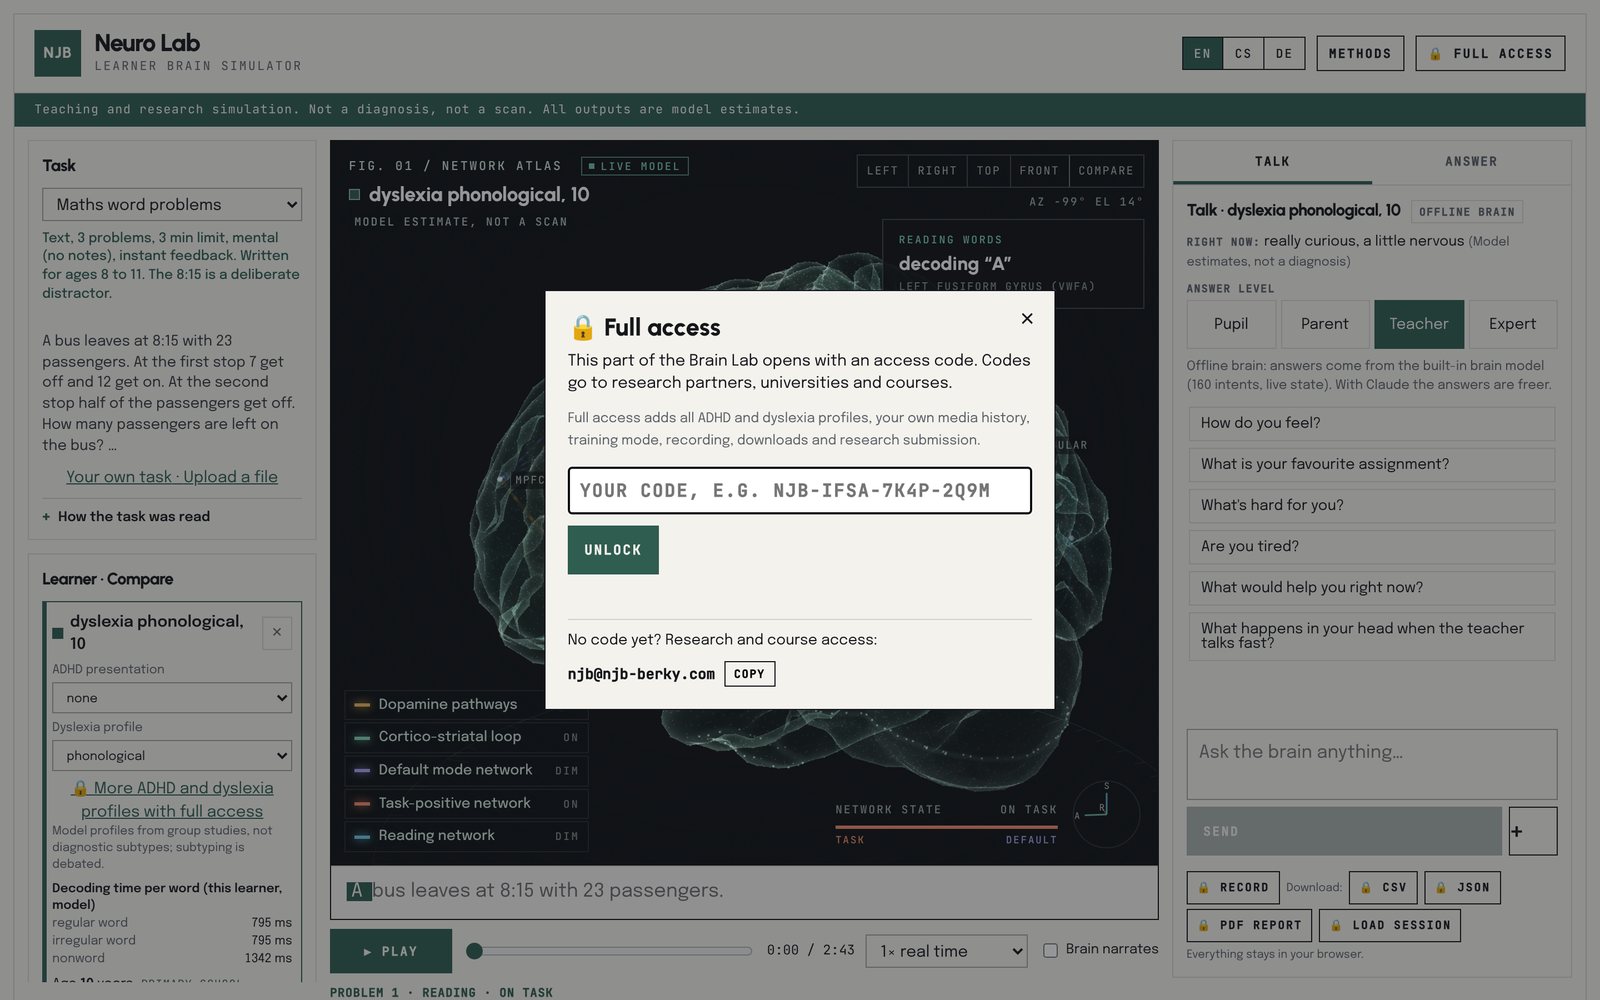 NJB
Neuro Lab
LEARNER BRAIN SIMULATOR
EN
CS
DE
METHODS
🔒 FULL ACCESS
Teaching and research simulation. Not a diagnosis, not a scan. All outputs are model estimates.
Task
Maths word problems
Text, 3 problems, 3 min limit, mental
(no notes), instant feedback. Written
for ages 8 to 11. The 8:15 is a deliberate
distractor.
A bus leaves at 8:15 with 23
passengers. At the first stop 7 get
off and 12 get on. At the second
stop half of the passengers get off.
How many passengers are left on
the bus? …
Your own task · Upload a file
+ How the task was read
Learner · Compare
dyslexia phonological,
10
×
ADHD presentation
none
Dyslexia profile
phonological
🔒 More ADHD and dyslexia
profiles with full access
Model profiles from group studies, not
diagnostic subtypes; subtyping is
debated.
Decoding time per word (this learner,
model)
regular word 795 ms
irregular word 795 ms
nonword 1342 ms
FIG. 01 / NETWORK ATLAS
LIVE MODEL
dyslexia phonological, 10
MODEL ESTIMATE, NOT A SCAN
LEFT
RIGHT
TOP
FRONT
COMPARE
AZ -99° EL 14°
READING WORDS
decoding “A”
LEFT FUSIFORM GYRUS (VWFA)
MPFC
ULAR
🔒 Full access
×
This part of the Brain Lab opens with an access code. Codes
go to research partners, universities and courses.
Full access adds all ADHD and dyslexia profiles, your own media history,
training mode, recording, downloads and research submission.
YOUR CODE, E.G. NJB-IFSA-7K4P-2Q9M
UNLOCK
No code yet? Research and course access:
njb@njb-berky.com
COPY
Dopamine pathways
Cortico-striatal loop ON
Default mode network DIM
Task-positive network ON
Reading network DIM
NETWORK STATE ON TASK
TASK DEFAULT
S
R
A
A bus leaves at 8:15 with 23 passengers.
▶ PLAY
0:00 / 2:43
1× real time
Brain narrates
PROBLEM 1 · READING · ON TASK
TALK
ANSWER
Talk · dyslexia phonological, 10
OFFLINE BRAIN
RIGHT NOW: really curious, a little nervous (Model
estimates, not a diagnosis)
ANSWER LEVEL
Pupil
Parent
Teacher
Expert
Offline brain: answers come from the built-in brain model
(160 intents, live state). With Claude the answers are freer.
How do you feel?
What is your favourite assignment?
What's hard for you?
Are you tired?
What would help you right now?
What happens in your head when the teacher
talks fast?
Ask the brain anything…
SEND
+
🔒 RECORD
Download:
🔒 CSV
🔒 JSON
🔒 PDF REPORT
🔒 LOAD SESSION
Everything stays in your browser.